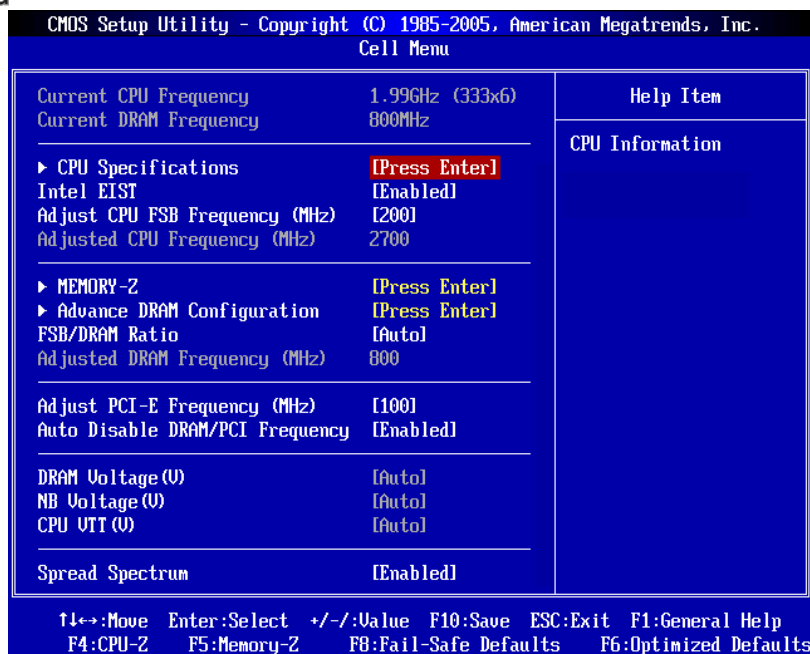 CMOS Setup Utility - Copyright (C) 1985-2005, American Megatrends, Inc.
Cell Menu
Current CPU Frequency 1.99GHz (333x6)
Current DRAM Frequency 800MHz
Help Item
CPU Information
▶ CPU Specifications [Press Enter]
Intel EIST [Enabled]
Adjust CPU FSB Frequency (MHz) [200]
Adjusted CPU Frequency (MHz) 2700
▶ MEMORY-Z [Press Enter]
▶ Advance DRAM Configuration [Press Enter]
FSB/DRAM Ratio [Auto]
Adjusted DRAM Frequency (MHz) 800
Adjust PCI-E Frequency (MHz) [100]
Auto Disable DRAM/PCI Frequency [Enabled]
DRAM Voltage(V) [Auto]
NB Voltage(V) [Auto]
CPU VTT(V) [Auto]
Spread Spectrum [Enabled]
↑↓←→:Move Enter:Select +/-/:Value F10:Save ESC:Exit F1:General Help
F4:CPU-Z F5:Memory-Z F8:Fail-Safe Defaults F6:Optimized Defaults